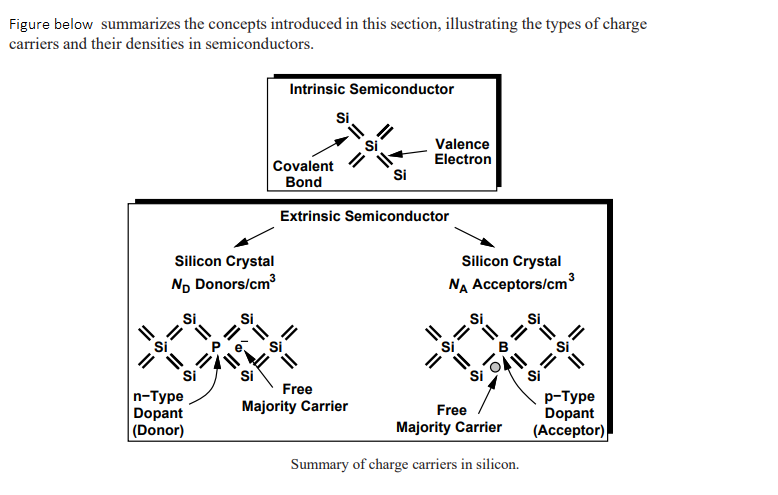 Figure below summarizes the concepts introduced in this section, illustrating the types of charge
carriers and their densities in semiconductors.
Intrinsic Semiconductor
Si
Si
Valence
Electron
Covalent
Bond
Si
Extrinsic Semiconductor
Silicon Crystal
N_D Donors/cm³
Si Si
Si P e⁻ Si
Si Si
n−Type
Dopant
(Donor)
Free
Majority Carrier
Silicon Crystal
N_A Acceptors/cm³
Si Si
Si B Si
Si Si
Free
Majority Carrier
p−Type
Dopant
(Acceptor)
Summary of charge carriers in silicon.